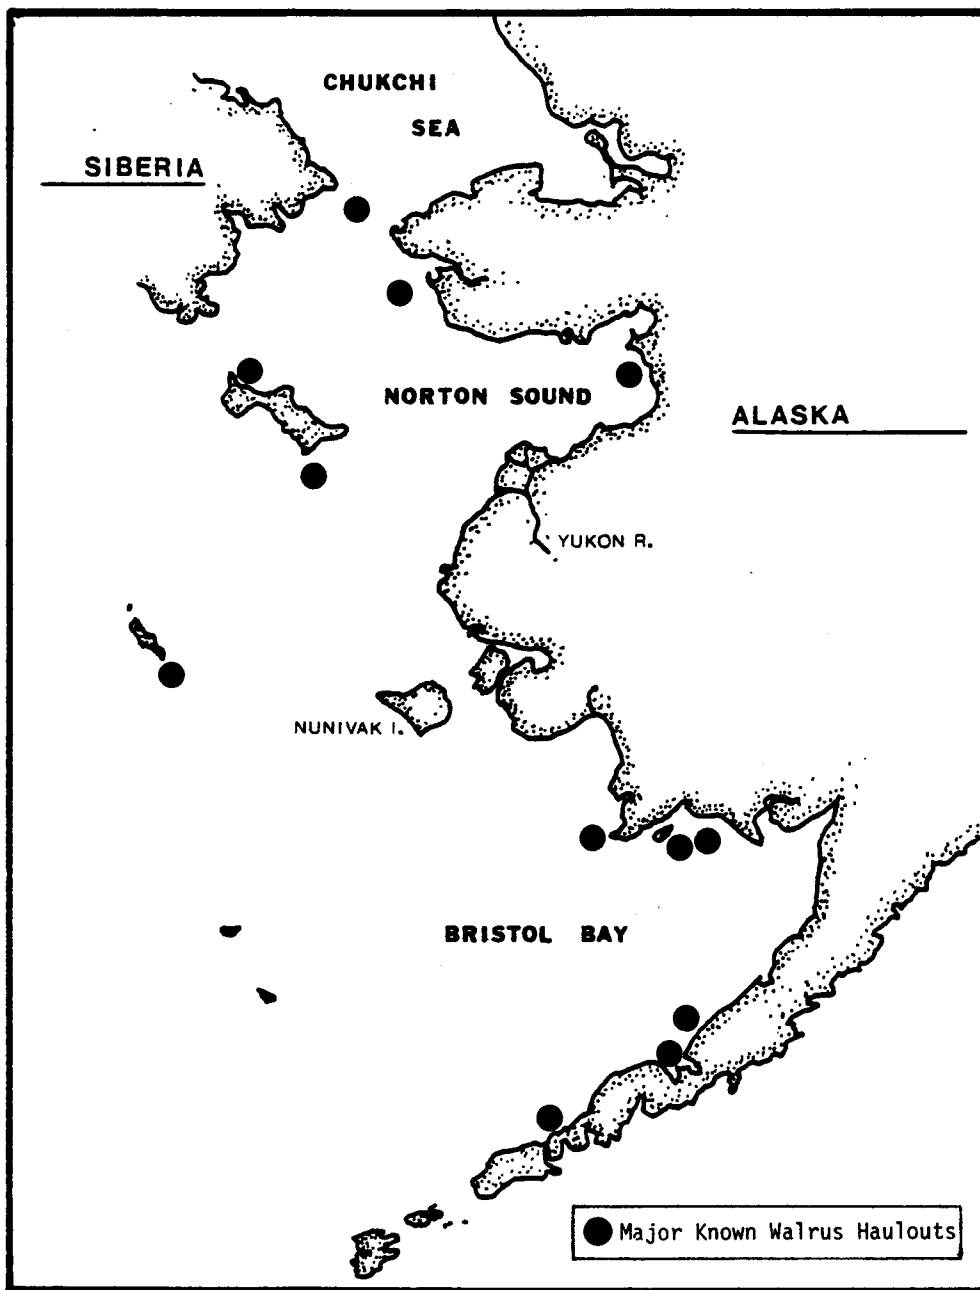 CHUKCHI
SEA
SIBERIA
NORTON SOUND
ALASKA
YUKON R.
NUNIVAK I.
BRISTOL BAY
Major Known Walrus Haulouts